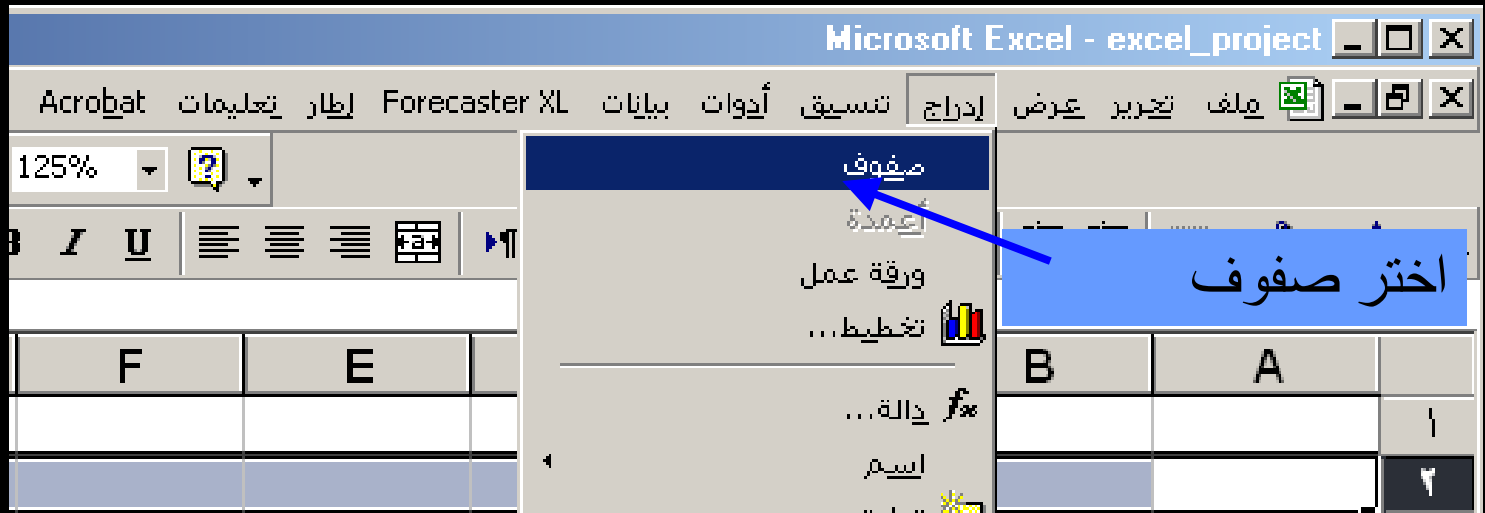 Microsoft Excel - excel_project
ملف تحرير عرض إدراج تنسيق أدوات بيانات Forecaster XL إطار تعليمات Acrobat
125%
صفوف
أعمدة
I U
ورقة عمل
اختر صفوف
تخطيط...
A B E F
دالة...
١
اسم
٢